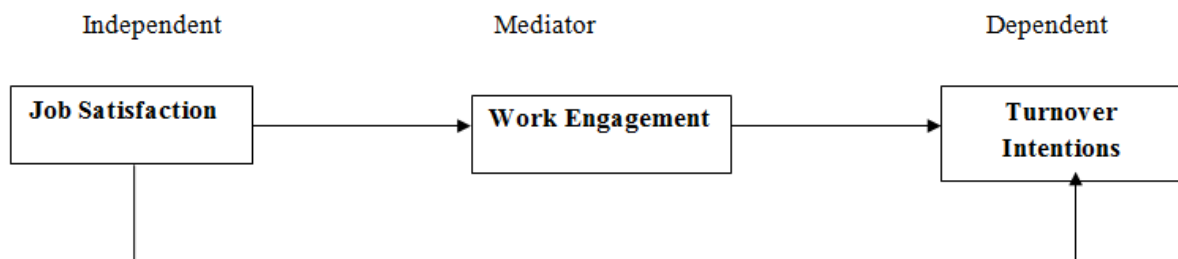 Independent
Mediator
Dependent
Job Satisfaction
Work Engagement
Turnover
Intentions